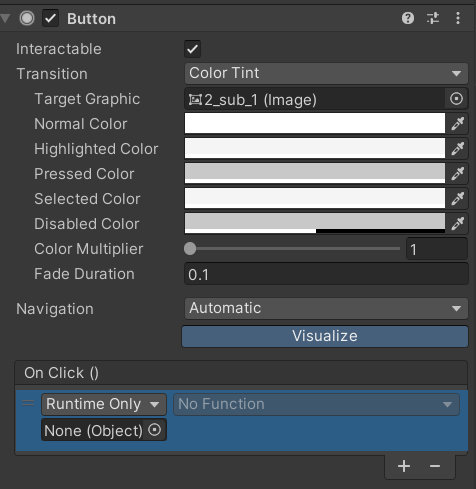 Button
Interactable
Transition Color Tint
Target Graphic 2_sub_1 (Image)
Normal Color
Highlighted Color
Pressed Color
Selected Color
Disabled Color
Color Multiplier 1
Fade Duration 0.1
Navigation Automatic
Visualize
On Click ()
Runtime Only No Function
None (Object)